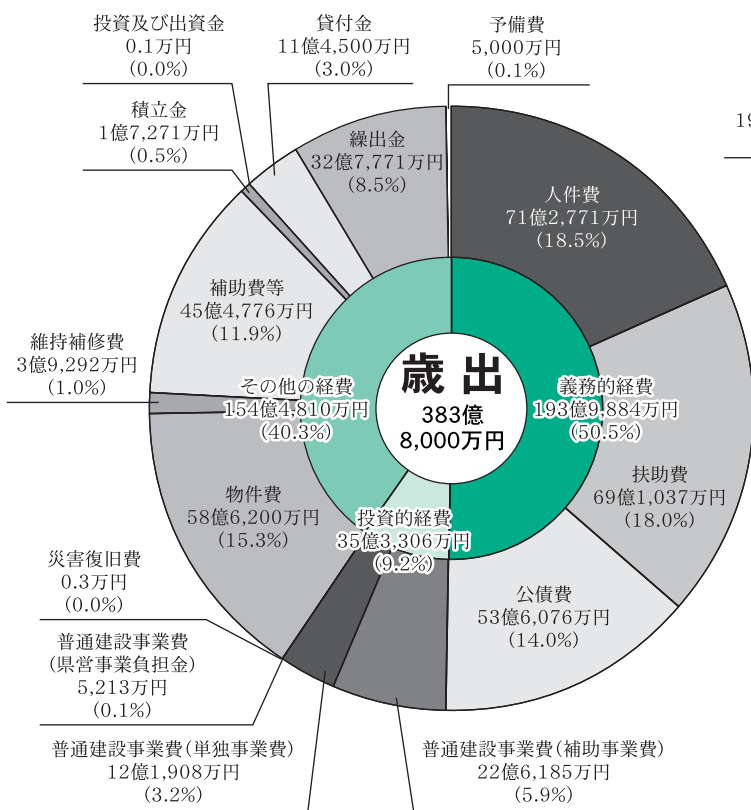 投資及び出資金
0.1万円
(0.0%)
貸付金
11億4,500万円
(3.0%)
予備費
5,000万円
(0.1%)
積立金
1億7,271万円
(0.5%)
繰出金
32億7,771万円
(8.5%)
19
人件費
71億2,771万円
(18.5%)
補助費等
45億4,776万円
(11.9%)
維持補修費
3億9,292万円
(1.0%)
その他の経費
154億4,810万円
(40.3%)
歳出
383億
8,000万円
義務的経費
193億9,884万円
(50.5%)
扶助費
69億1,037万円
(18.0%)
物件費
58億6,200万円
(15.3%)
投資的経費
35億3,306万円
(9.2%)
公債費
53億6,076万円
(14.0%)
災害復旧費
0.3万円
(0.0%)
普通建設事業費
(県営事業負担金)
5,213万円
(0.1%)
普通建設事業費(単独事業費)
12億1,908万円
(3.2%)
普通建設事業費(補助事業費)
22億6,185万円
(5.9%)